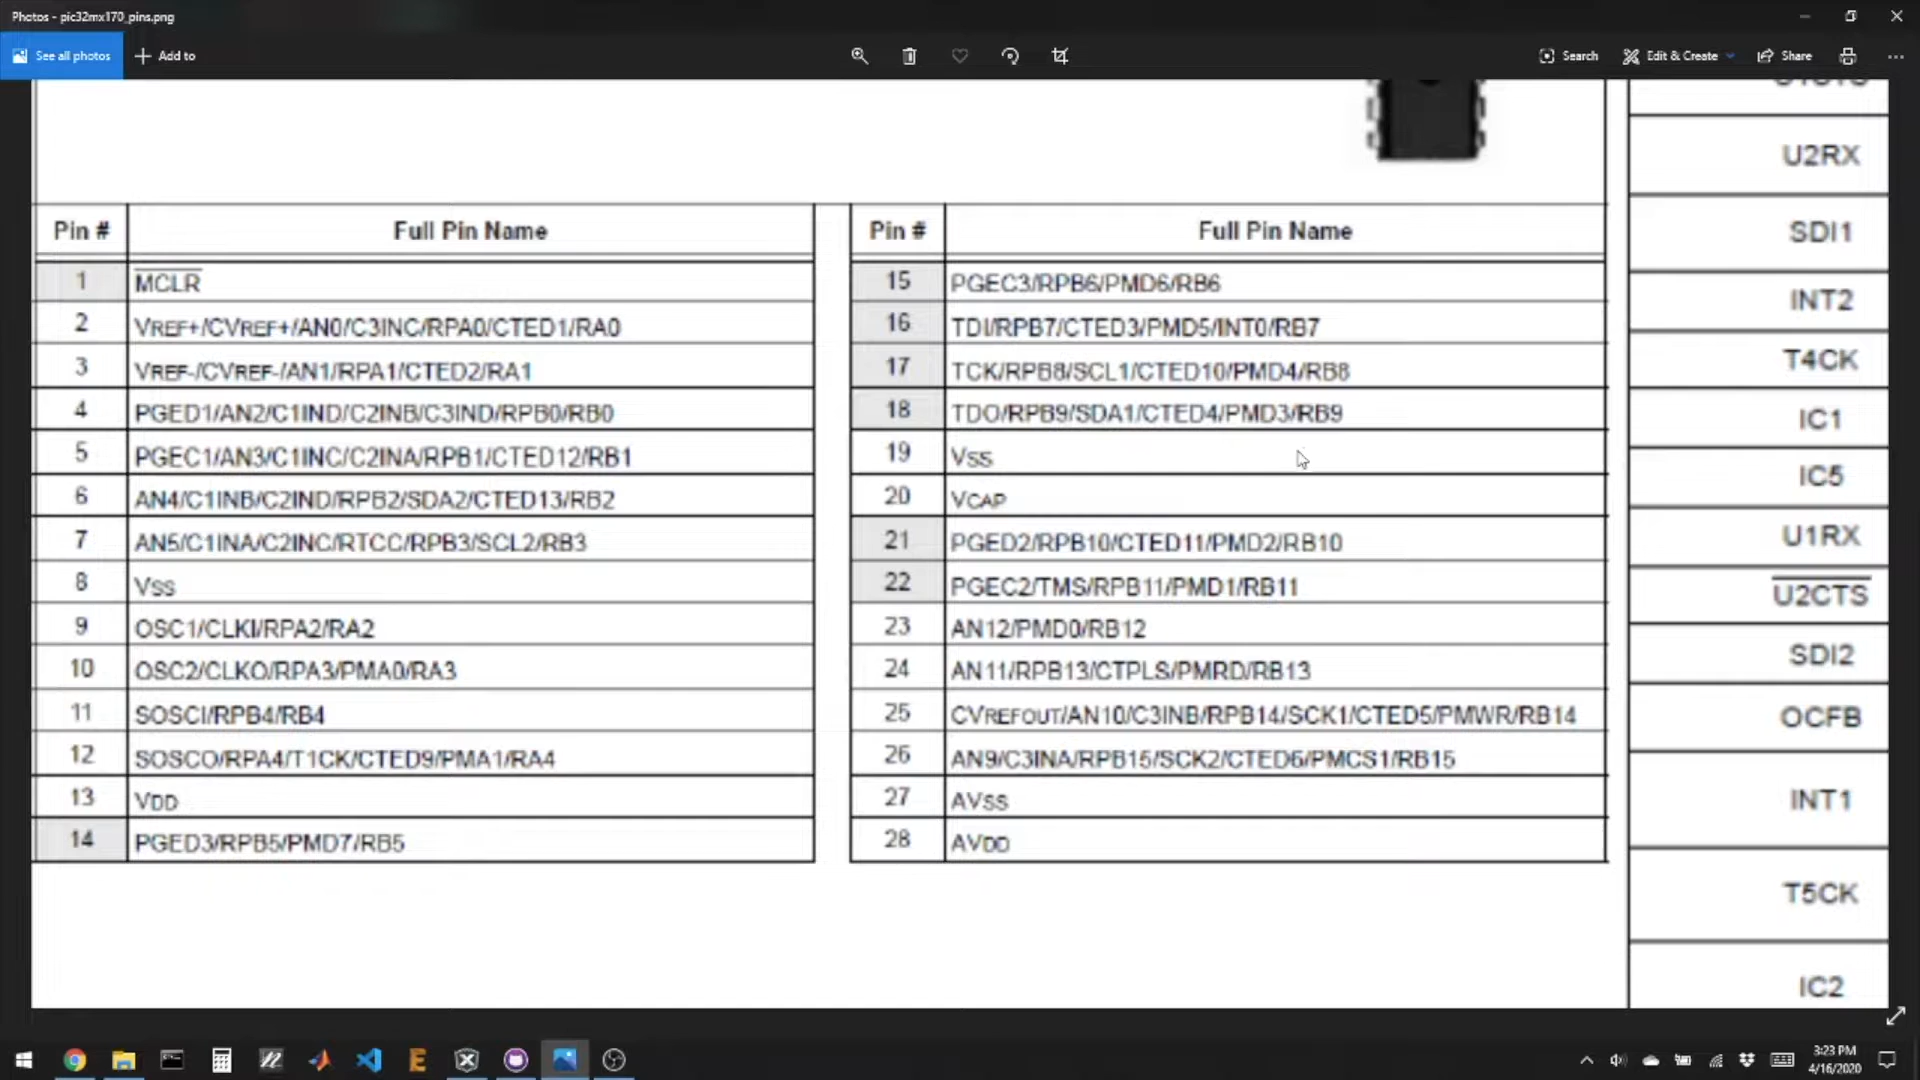 Photos - pic32mx170_pins.png
See all photos
Add to
Search
Edit & Create
Share
Pin #
Full Pin Name
1
MCLR
2
VREF+/CVREF+/AN0/C3INC/RPA0/CTED1/RA0
3
VREF-/CVREF-/AN1/RPA1/CTED2/RA1
4
PGED1/AN2/C1IND/C2INB/C3IND/RPB0/RB0
5
PGEC1/AN3/C1INC/C2INA/RPB1/CTED12/RB1
6
AN4/C1INB/C2IND/RPB2/SDA2/CTED13/RB2
7
AN5/C1INA/C2INC/RTCC/RPB3/SCL2/RB3
8
VSS
9
OSC1/CLKI/RPA2/RA2
10
OSC2/CLKO/RPA3/PMA0/RA3
11
SOSCI/RPB4/RB4
12
SOSCO/RPA4/T1CK/CTED9/PMA1/RA4
13
VDD
14
PGED3/RPB5/PMD7/RB5
Pin #
Full Pin Name
15
PGEC3/RPB6/PMD6/RB6
16
TDI/RPB7/CTED3/PMD5/INT0/RB7
17
TCK/RPB8/SCL1/CTED10/PMD4/RB8
18
TDO/RPB9/SDA1/CTED4/PMD3/RB9
19
VSS
20
VCAP
21
PGED2/RPB10/CTED11/PMD2/RB10
22
PGEC2/TMS/RPB11/PMD1/RB11
23
AN12/PMD0/RB12
24
AN11/RPB13/CTPLS/PMRD/RB13
25
CVREFOUT/AN10/C3INB/RPB14/SCK1/CTED5/PMWR/RB14
26
AN9/C3INA/RPB15/SCK2/CTED6/PMCS1/RB15
27
AVSS
28
AVDD
U2RX
SDI1
INT2
T4CK
IC1
IC5
U1RX
U2CTS
SDI2
OCFB
INT1
T5CK
IC2
3:23 PM
4/16/2020